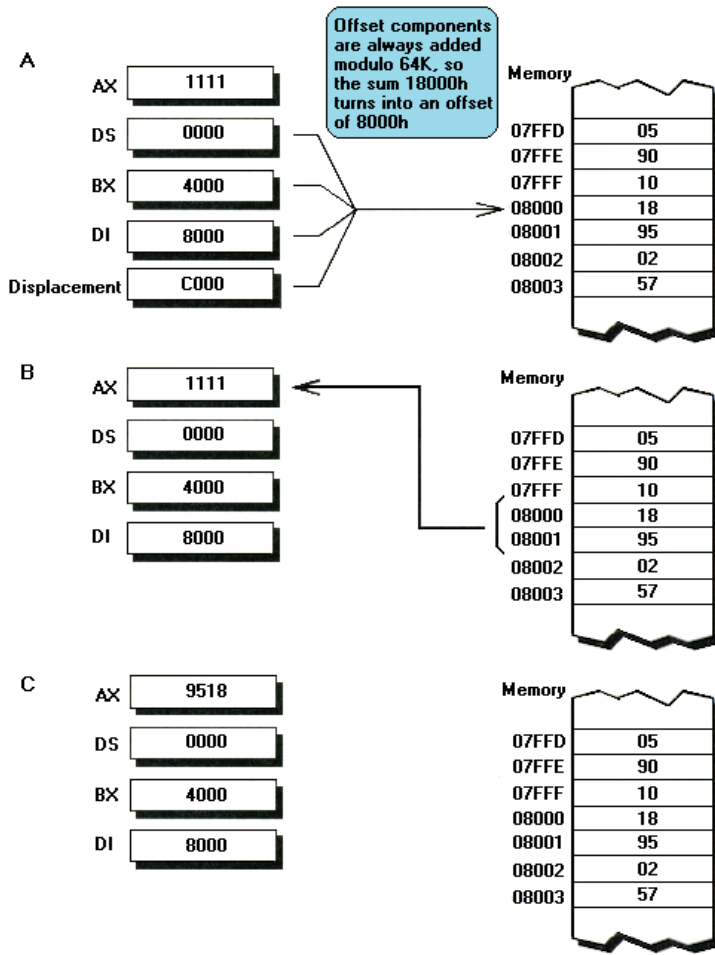 Offset components
are always added
modulo 64K, so
the sum 18000h
turns into an offset
of 8000h
A
AX 1111
DS 0000
BX 4000
DI 8000
Displacement C000
Memory
07FFD 05
07FFE 90
07FFF 10
08000 18
08001 95
08002 02
08003 57
B
AX 1111
DS 0000
BX 4000
DI 8000
Memory
07FFD 05
07FFE 90
07FFF 10
08000 18
08001 95
08002 02
08003 57
C
AX 9518
DS 0000
BX 4000
DI 8000
Memory
07FFD 05
07FFE 90
07FFF 10
08000 18
08001 95
08002 02
08003 57